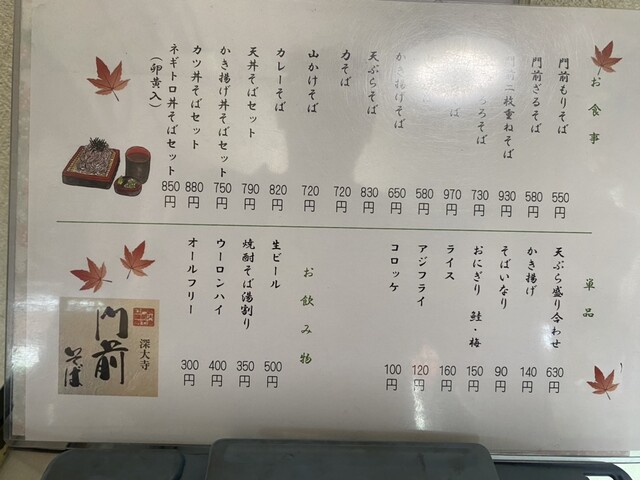 お食事
門前もりそば 550円
門前ざるそば 580円
二枚重ねそば 930円
ろろそば 730円
そば 970円
580円
かき揚げそば 650円
天ぷらそば 830円
力そば 720円
山かけそば 720円
カレーそば 820円
天丼そばセット 790円
かき揚げ丼そばセット 750円
カツ丼そばセット 880円
ネギトロ丼そばセット 850円
(卵黄入)
単品
天ぷら盛り合わせ 630円
かき揚げ 140円
そばいなり 90円
おにぎり 鮭・梅 150円
ライス 160円
アジフライ 120円
コロッケ 100円
お飲み物
生ビール 500円
焼酎そば湯割り 350円
ウーロンハイ 400円
オールフリー 300円
深大寺
門前
そば